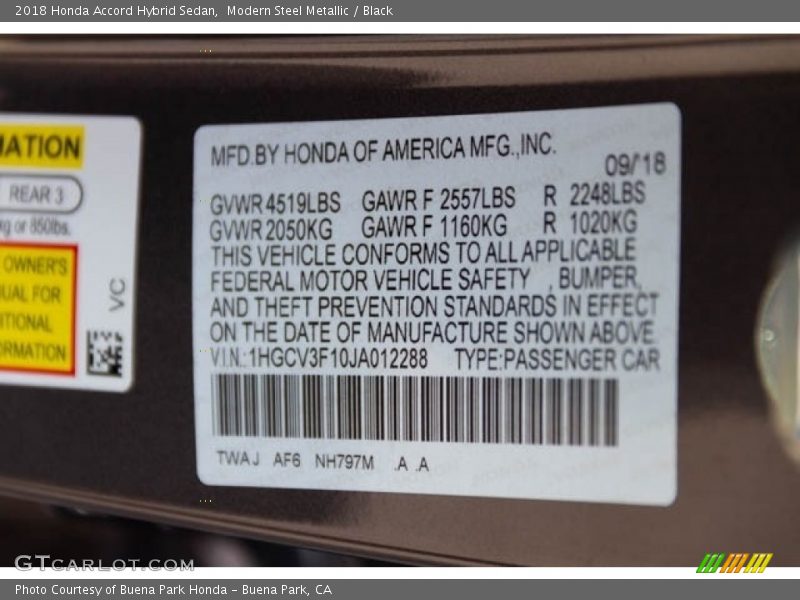 2018 Honda Accord Hybrid Sedan, Modern Steel Metallic / Black
MATION
REAR 3
kg or 850lbs.
OWNER'S
UAL FOR
ITIONAL
ORMATION
VC
MFD.BY HONDA OF AMERICA MFG.,INC.
09/'18
GVWR 4519LBS GAWR F 2557LBS R 2248LBS
GVWR 2050KG GAWR F 1160KG R 1020KG
THIS VEHICLE CONFORMS TO ALL APPLICABLE
FEDERAL MOTOR VEHICLE SAFETY ,BUMPER,
AND THEFT PREVENTION STANDARDS IN EFFECT
ON THE DATE OF MANUFACTURE SHOWN ABOVE.
V.I.N.:1HGCV3F10JA012288 TYPE:PASSENGER CAR
TWAJ AF6 NH797M .A .A
GTCARLOT.COM
Photo Courtesy of Buena Park Honda – Buena Park, CA